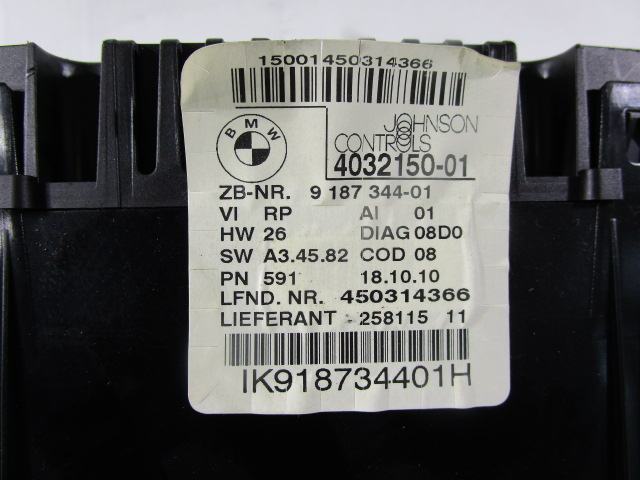 15001450314366
BMW
JOHNSON
CONTROLS
4032150-01
ZB-NR. 9 187 344-01
VI RP AI 01
HW 26 DIAG 08D0
SW A3.45.82 COD 08
PN 591 18.10.10
LFND. NR. 450314366
LIEFERANT -258115 11
IK918734401H